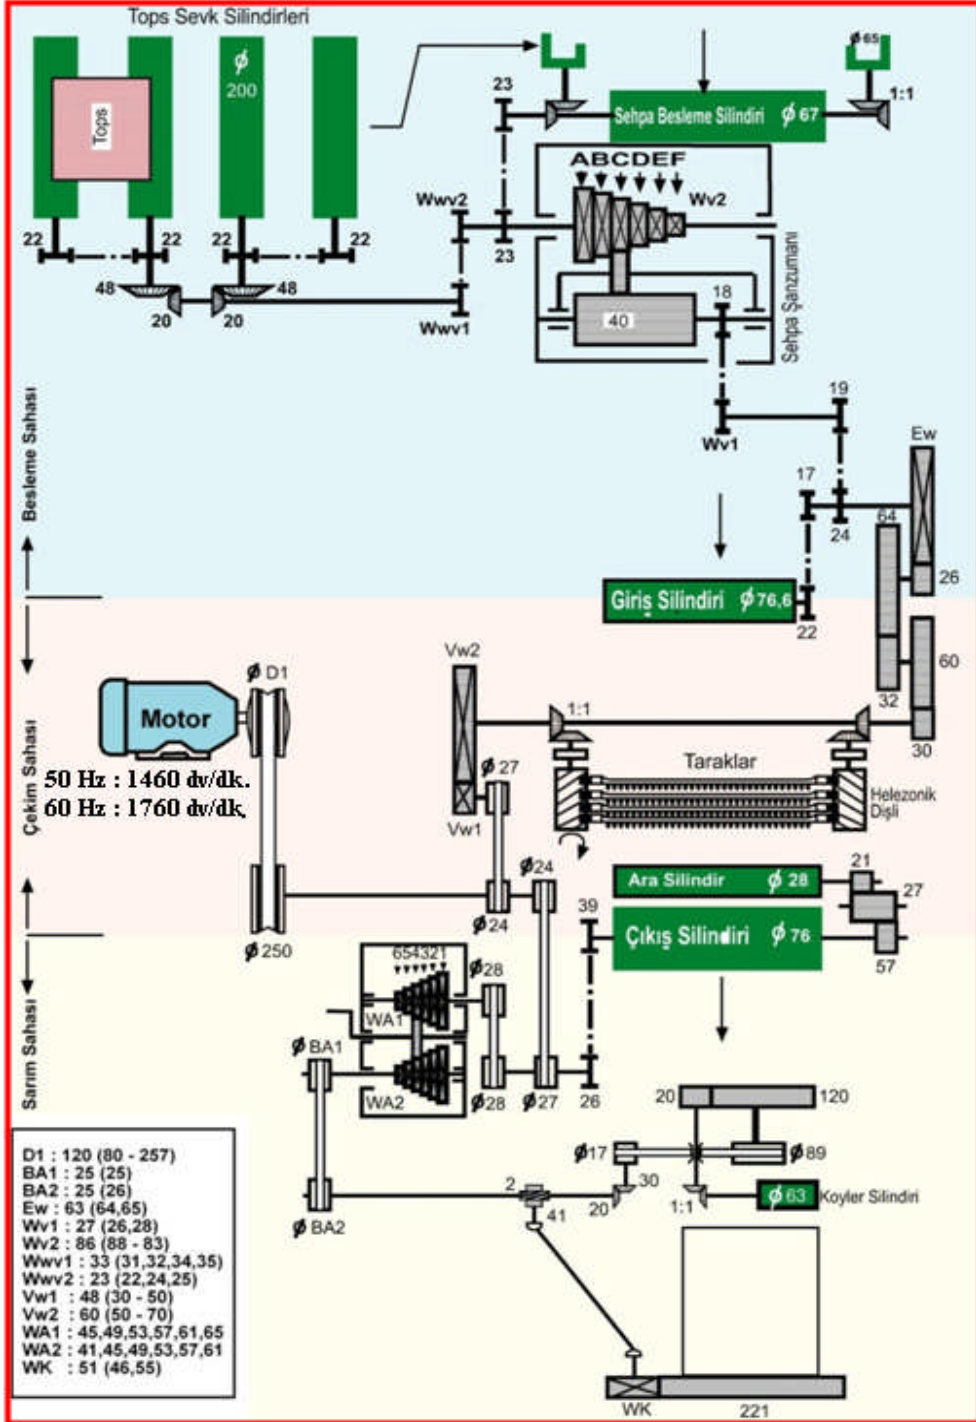 Tops Sevk Silindirleri
ϕ
200
Tops
22
22
22
22
48
48
20
20
23
23
ϕ 65
1:1
Sehpa Besleme Silindiri ϕ 67
ABCDEF
Wv2
Wwv2
Wwv1
40
18
Sehpa Şanzumanı
Wv1
19
Ew
17
64
24
26
Giriş Silindiri ϕ 76,6
22
Besleme Sahası
ϕ D1
Motor
50 Hz : 1460 dv/dk.
60 Hz : 1760 dv/dk.
Çekim Sahası
Vw2
1:1
32
60
30
Taraklar
ϕ 27
Vw1
Helezonik
Dişli
ϕ24
ϕ24
Ara Silindir ϕ 28
21
27
39
Çıkış Silindiri ϕ 76
57
ϕ 250
654321
ϕ28
WA1
ϕ BA1
WA2
ϕ28
ϕ27
26
Sarım Sahası
20
120
ϕ17
ϕ 89
30
2
20
1:1
ϕ 63
Koyler Silindiri
41
ϕ BA2
D1 : 120 (80 - 257)
BA1 : 25 (25)
BA2 : 25 (26)
Ew : 63 (64,65)
Wv1 : 27 (26,28)
Wv2 : 86 (88 - 83)
Wwv1 : 33 (31,32,34,35)
Wwv2 : 23 (22,24,25)
Vw1 : 48 (30 - 50)
Vw2 : 60 (50 - 70)
WA1 : 45,49,53,57,61,65
WA2 : 41,45,49,53,57,61
WK : 51 (46,55)
WK
221